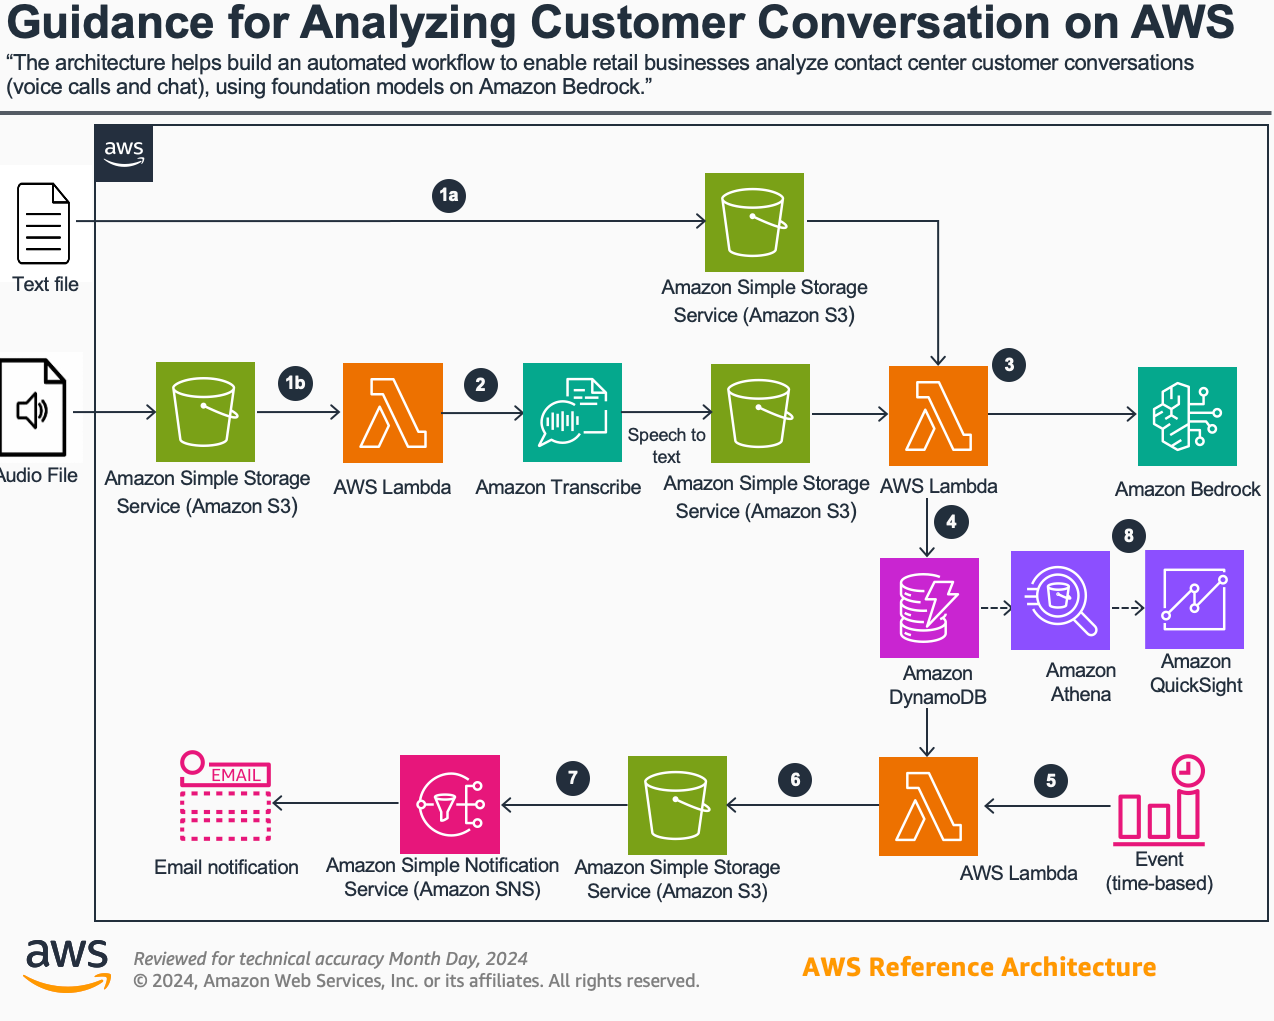 Guidance for Analyzing Customer Conversation on AWS
“The architecture helps build an automated workflow to enable retail businesses analyze contact center customer conversations
(voice calls and chat), using foundation models on Amazon Bedrock.”
aws
1a
Text file
Amazon Simple Storage
Service (Amazon S3)
1b
2
3
Speech to
text
Audio File
Amazon Simple Storage
Service (Amazon S3)
AWS Lambda
Amazon Transcribe
Amazon Simple Storage
Service (Amazon S3)
AWS Lambda
Amazon Bedrock
4
8
Amazon
DynamoDB
Amazon
Athena
Amazon
QuickSight
EMAIL
7
6
5
Email notification
Amazon Simple Notification
Service (Amazon SNS)
Amazon Simple Storage
Service (Amazon S3)
AWS Lambda
Event
(time-based)
aws
Reviewed for technical accuracy Month Day, 2024
© 2024, Amazon Web Services, Inc. or its affiliates. All rights reserved.
AWS Reference Architecture